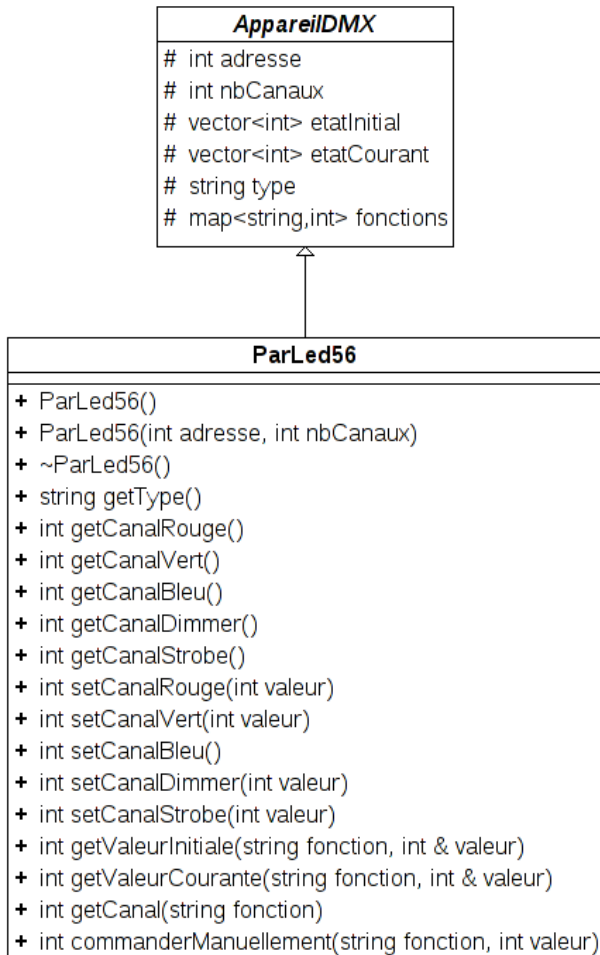 AppareilDMX
# int adresse
# int nbCanaux
# vector<int> etatInitial
# vector<int> etatCourant
# string type
# map<string,int> fonctions
ParLed56
+ ParLed56()
+ ParLed56(int adresse, int nbCanaux)
+ ~ParLed56()
+ string getType()
+ int getCanalRouge()
+ int getCanalVert()
+ int getCanalBleu()
+ int getCanalDimmer()
+ int getCanalStrobe()
+ int setCanalRouge(int valeur)
+ int setCanalVert(int valeur)
+ int setCanalBleu()
+ int setCanalDimmer(int valeur)
+ int setCanalStrobe(int valeur)
+ int getValeurInitiale(string fonction, int & valeur)
+ int getValeurCourante(string fonction, int & valeur)
+ int getCanal(string fonction)
+ int commanderManuellement(string fonction, int valeur)